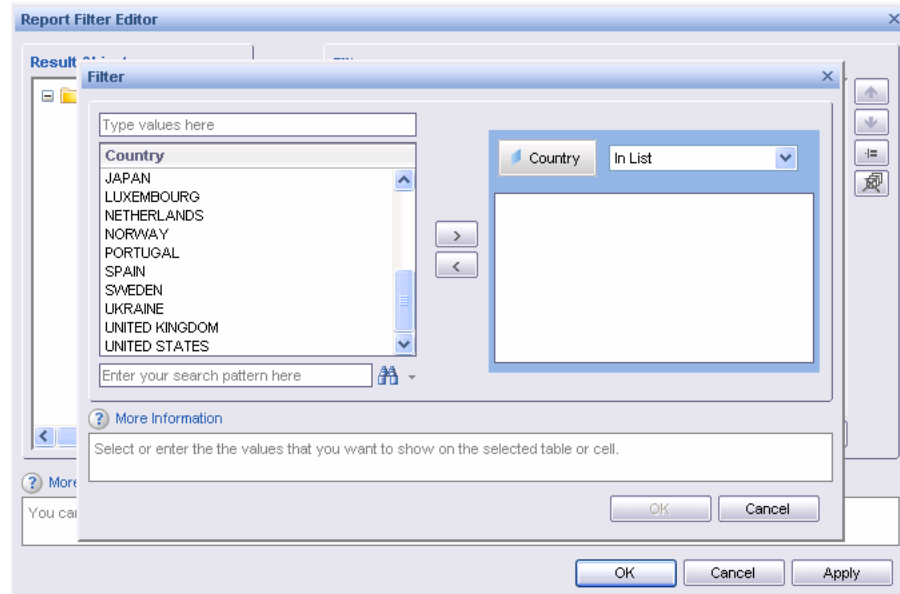 Report Filter Editor
Result
Filter
Type values here
Country
JAPAN
LUXEMBOURG
NETHERLANDS
NORWAY
PORTUGAL
SPAIN
SWEDEN
UKRAINE
UNITED KINGDOM
UNITED STATES
Enter your search pattern here
Country
In List
>
<
More Information
Select or enter the the values that you want to show on the selected table or cell.
OK
Cancel
More
You can
OK
Cancel
Apply